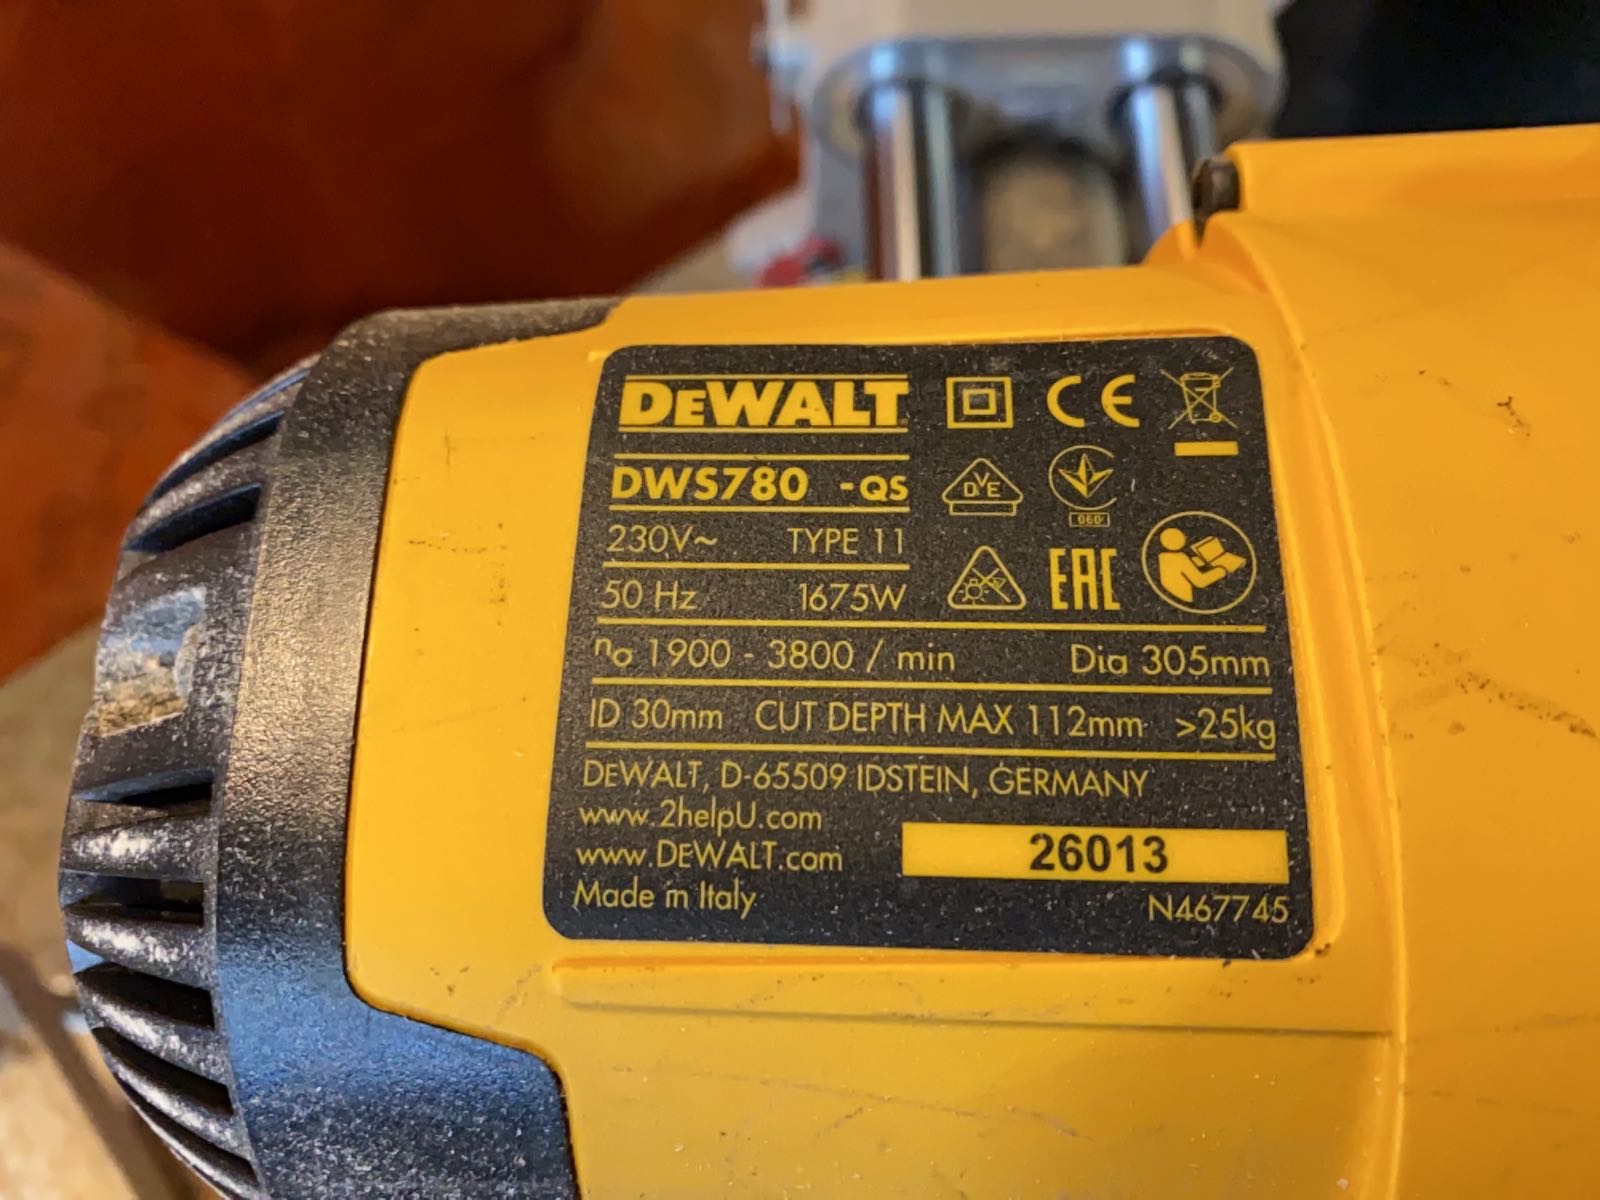 DEWALT
CE
DWS780 -QS
DVE
060
230V~ TYPE 11
EAC
50 Hz 1675W
no 1900 - 3800 / min Dia 305mm
ID 30mm CUT DEPTH MAX 112mm >25kg
DEWALT, D-65509 IDSTEIN, GERMANY
www.2helpU.com
www.DEWALT.com
26013
Made in Italy
N467745